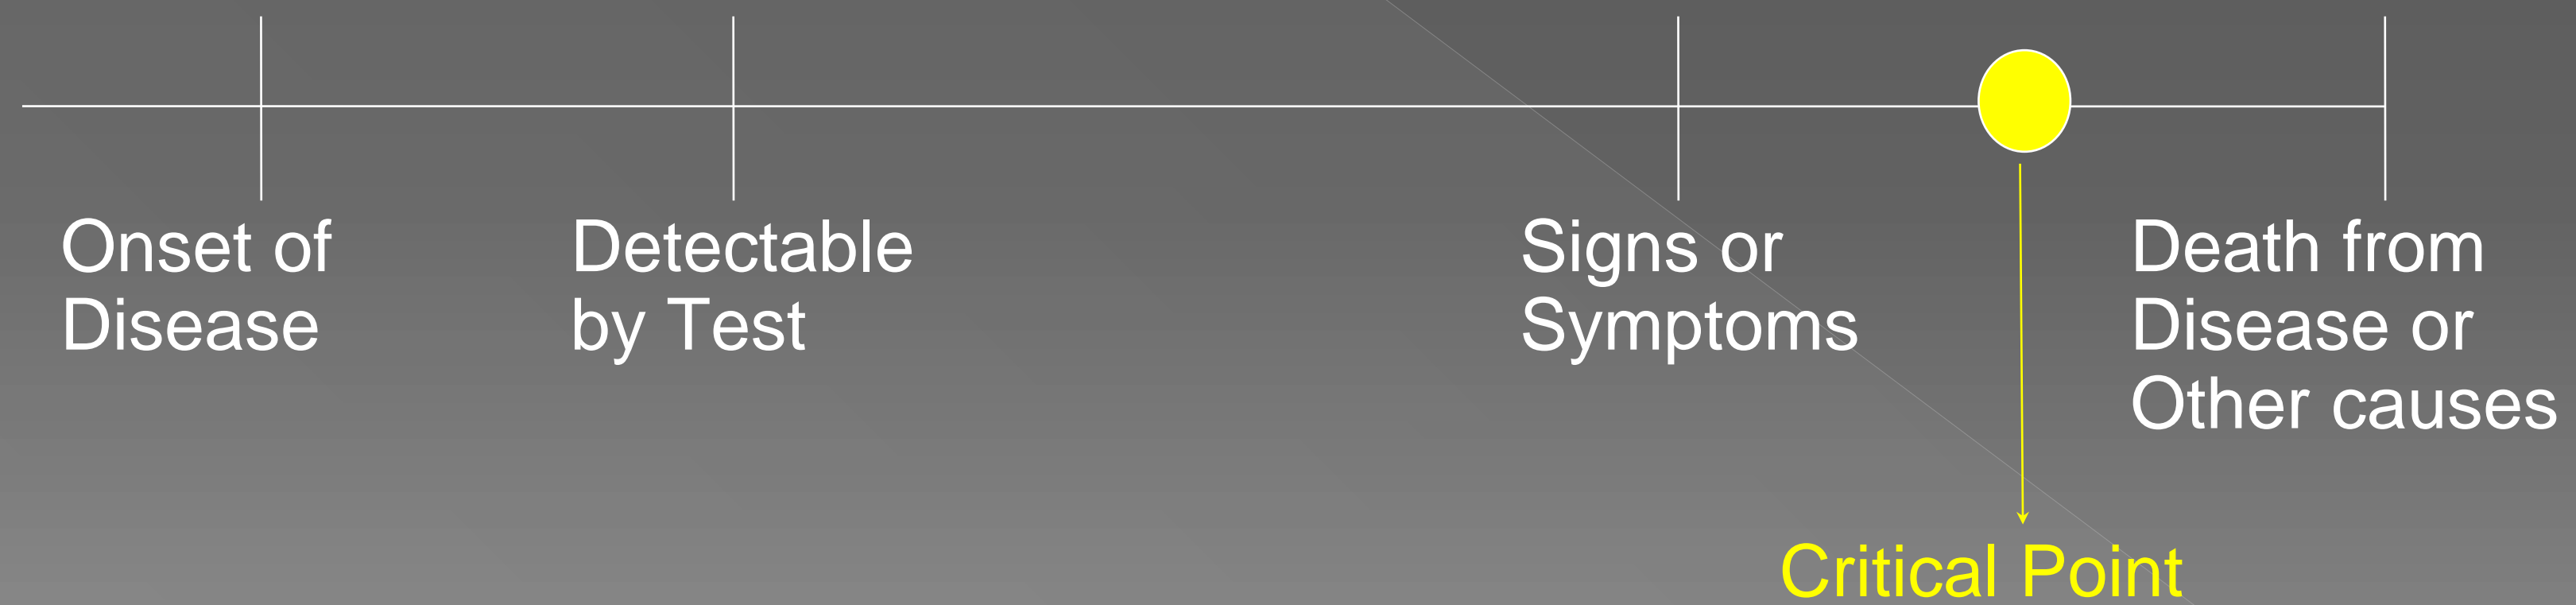 Onset of
Disease
Detectable
by Test
Signs or
Symptoms
Death from
Disease or
Other causes
Critical Point